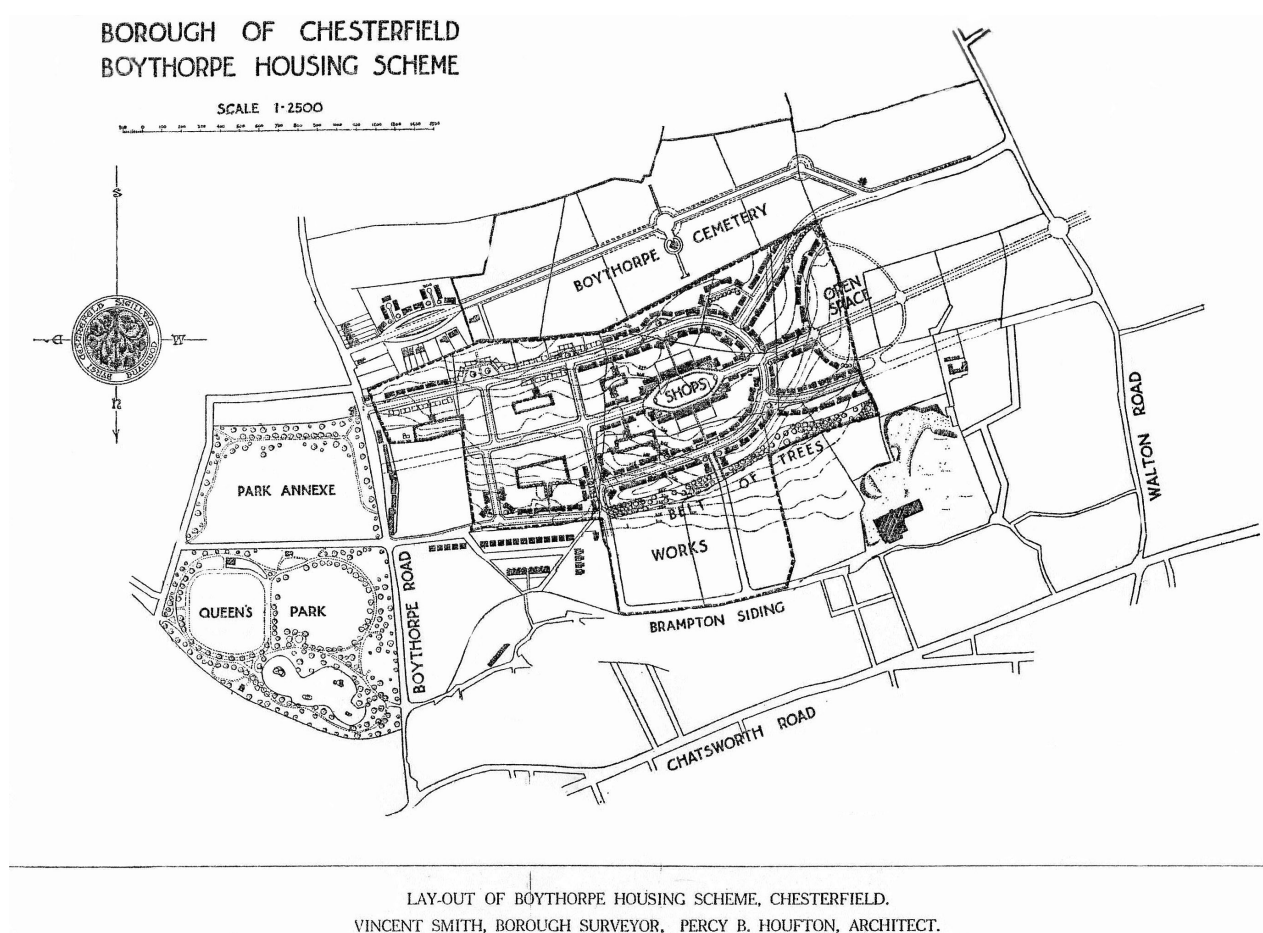 BOROUGH OF CHESTERFIELD
BOYTHORPE HOUSING SCHEME
SCALE 1·2500
S
W
N
BOYTHORPE CEMETERY
OPEN
SPACE
SHOPS
PARK ANNEXE
BELT OF TREES
WORKS
QUEEN'S PARK
BOYTHORPE ROAD
BRAMPTON SIDING
WALTON ROAD
CHATSWORTH ROAD
LAY-OUT OF BOYTHORPE HOUSING SCHEME, CHESTERFIELD.
VINCENT SMITH, BOROUGH SURVEYOR, PERCY B. HOUFTON, ARCHITECT.